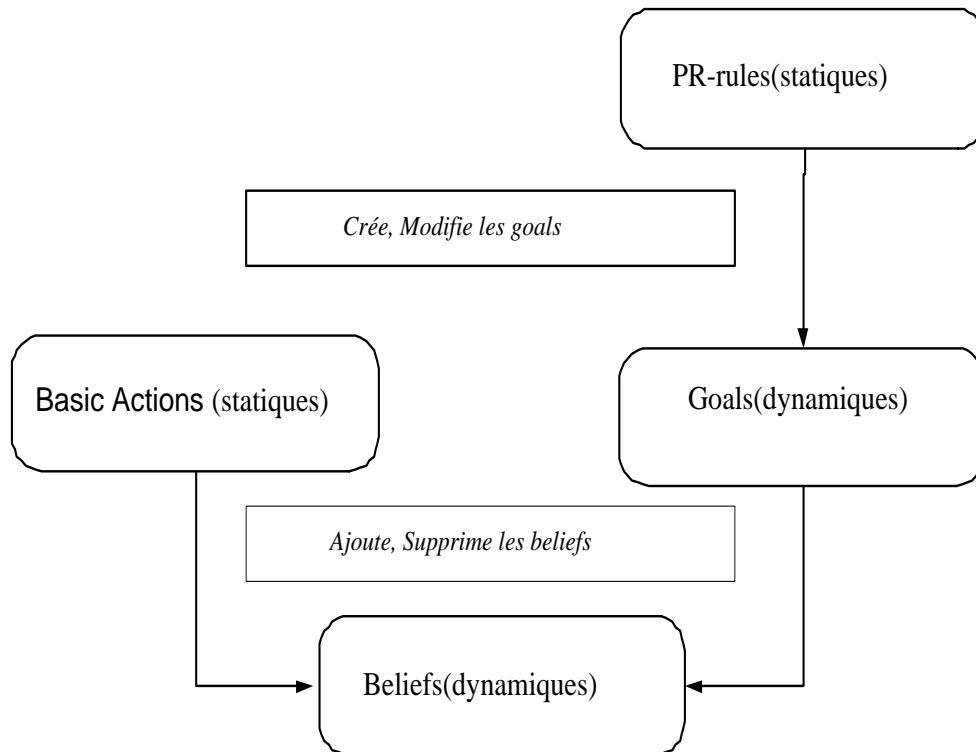 PR-rules(statiques)
Crée, Modifie les goals
Basic Actions (statiques)
Goals(dynamiques)
Ajoute, Supprime les beliefs
Beliefs(dynamiques)